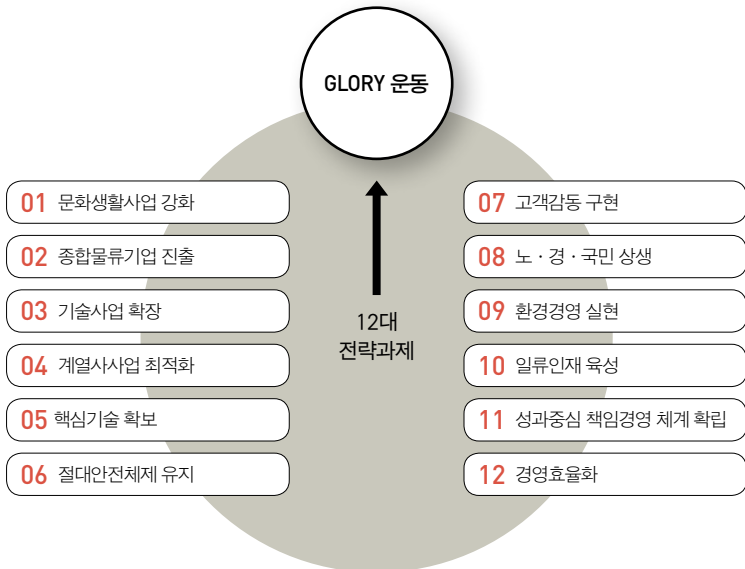 GLORY 운동
01 문화생활사업 강화
02 종합물류기업 진출
03 기술사업 확장
04 계열사사업 최적화
05 핵심기술 확보
06 절대안전체제 유지
12대
전략과제
07 고객감동 구현
08 노 · 경 · 국민 상생
09 환경경영 실현
10 일류인재 육성
11 성과중심 책임경영 체계 확립
12 경영효율화